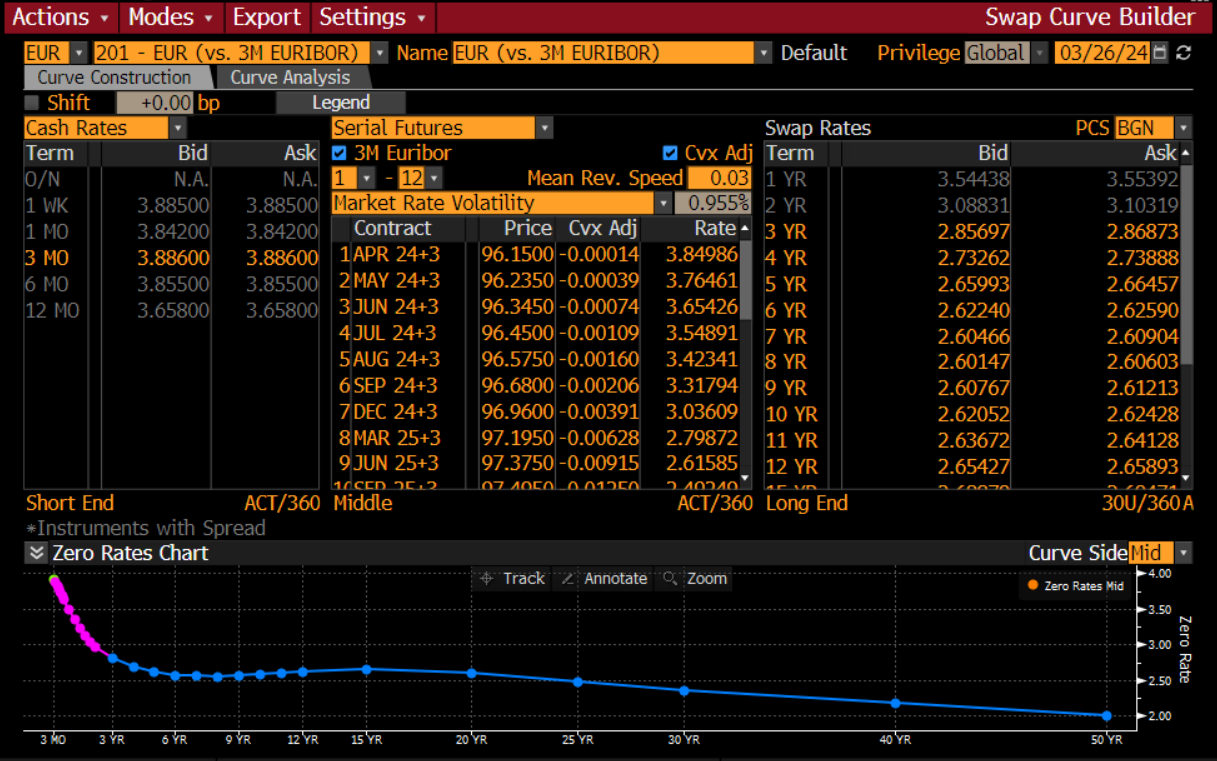 Actions Modes Export Settings Swap Curve Builder
EUR 201 - EUR (vs. 3M EURIBOR) Name EUR (vs. 3M EURIBOR) Default Privilege Global 03/26/24
Curve Construction Curve Analysis
Shift +0.00 bp Legend
Cash Rates Serial Futures Swap Rates PCS BGN
Term Bid Ask 3M Euribor Cvx Adj Term Bid Ask
O/N N.A. N.A. 1 - 12 Mean Rev. Speed 0.03 1 YR 3.54438 3.55392
1 WK 3.88500 3.88500 Market Rate Volatility 0.955% 2 YR 3.08831 3.10319
1 MO 3.84200 3.84200 Contract Price Cvx Adj Rate 3 YR 2.85697 2.86873
3 MO 3.88600 3.88600 1 APR 24+3 96.1500 -0.00014 3.84986 4 YR 2.73262 2.73888
6 MO 3.85500 3.85500 2 MAY 24+3 96.2350 -0.00039 3.76461 5 YR 2.65993 2.66457
12 MO 3.65800 3.65800 3 JUN 24+3 96.3450 -0.00074 3.65426 6 YR 2.62240 2.62590
4 JUL 24+3 96.4500 -0.00109 3.54891 7 YR 2.60466 2.60904
5 AUG 24+3 96.5750 -0.00160 3.42341 8 YR 2.60147 2.60603
6 SEP 24+3 96.6800 -0.00206 3.31794 9 YR 2.60767 2.61213
7 DEC 24+3 96.9600 -0.00391 3.03609 10 YR 2.62052 2.62428
8 MAR 25+3 97.1950 -0.00628 2.79872 11 YR 2.63672 2.64128
9 JUN 25+3 97.3750 -0.00915 2.61585 12 YR 2.65427 2.65893
Short End ACT/360 Middle ACT/360 Long End 30U/360 A
*Instruments with Spread
Zero Rates Chart Curve Side Mid
Track Annotate Zoom
Zero Rates Mid
4.00
3.50
3.00
2.50
2.00
Zero Rate
3 MO 3 YR 6 YR 9 YR 12 YR 15 YR 20 YR 25 YR 30 YR 40 YR 50 YR